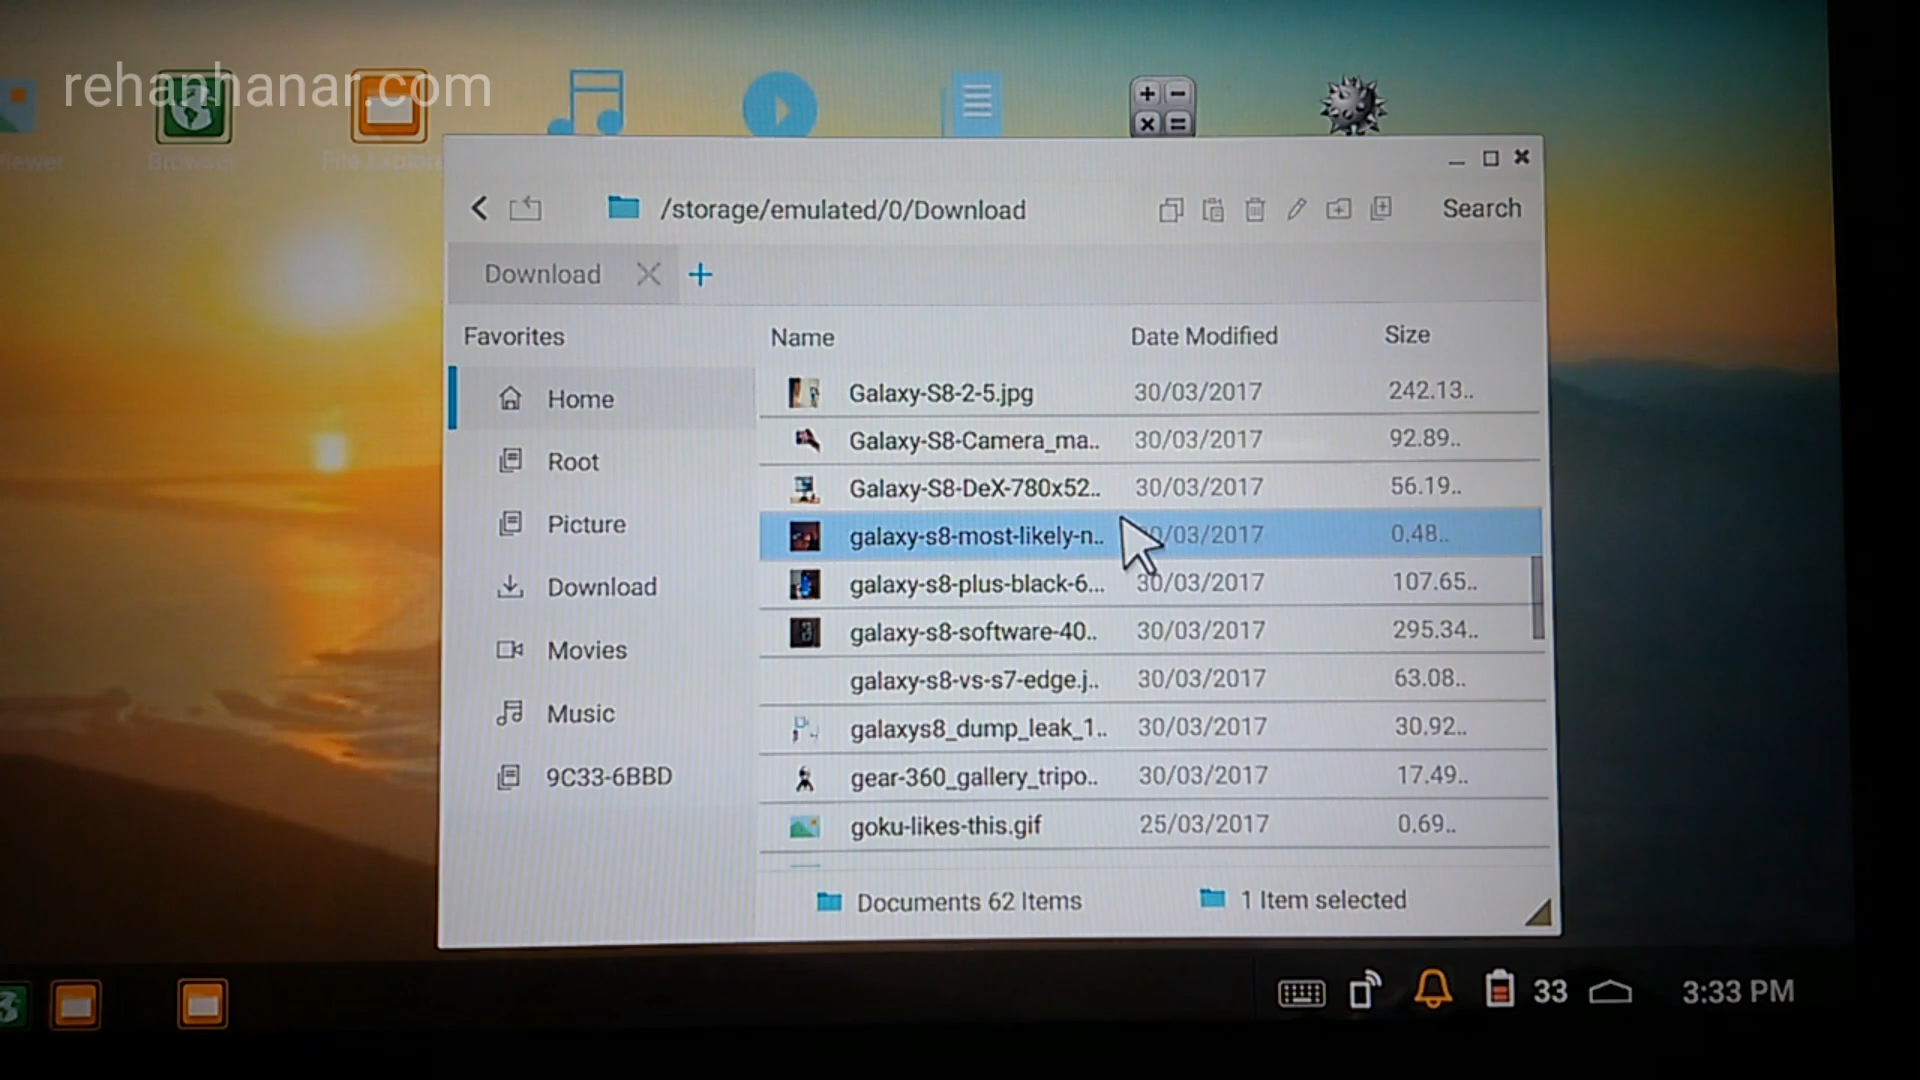 rehanhanar.com
Viewer
Browser
File Explorer
/storage/emulated/0/Download
Search
Download
Favorites
Name
Date Modified
Size
Home
Root
Picture
Download
Movies
Music
9C33-6BBD
Galaxy-S8-2-5.jpg 30/03/2017 242.13..
Galaxy-S8-Camera_ma.. 30/03/2017 92.89..
Galaxy-S8-DeX-780x52.. 30/03/2017 56.19..
galaxy-s8-most-likely-n.. 30/03/2017 0.48..
galaxy-s8-plus-black-6... 30/03/2017 107.65..
galaxy-s8-software-40.. 30/03/2017 295.34..
galaxy-s8-vs-s7-edge.j.. 30/03/2017 63.08..
galaxys8_dump_leak_1.. 30/03/2017 30.92..
gear-360_gallery_tripo.. 30/03/2017 17.49..
goku-likes-this.gif 25/03/2017 0.69..
Documents 62 Items
1 Item selected
33
3:33 PM